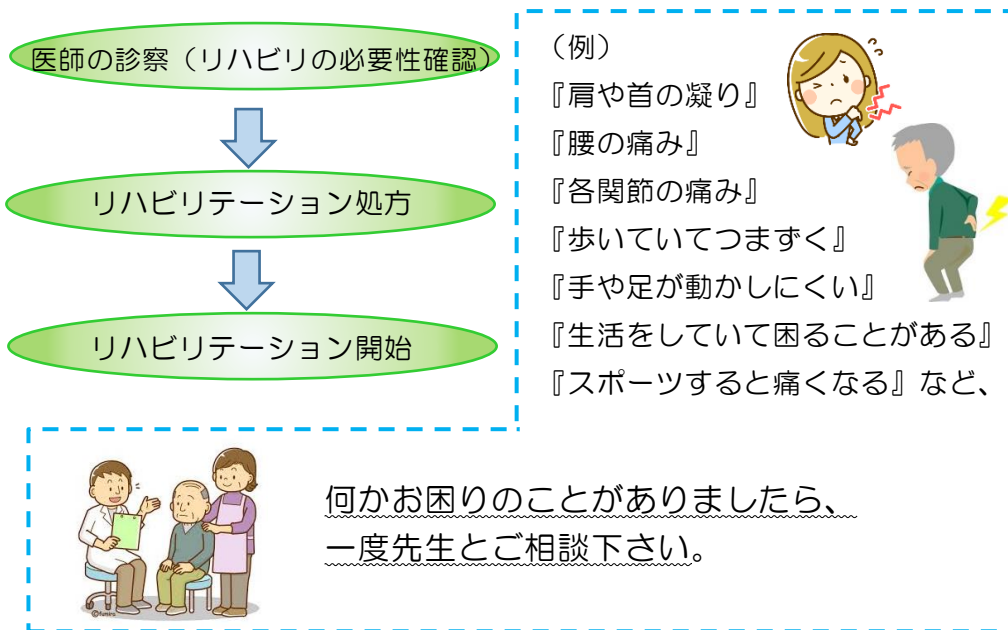 医師の診察（リハビリの必要性確認）
リハビリテーション処方
リハビリテーション開始
（例）
『肩や首の凝り』
『腰の痛み』
『各関節の痛み』
『歩いていてつまずく』
『手や足が動かしにくい』
『生活をしていて困ることがある』
『スポーツすると痛くなる』など、
何かお困りのことがありましたら、
一度先生とご相談下さい。
©fumira